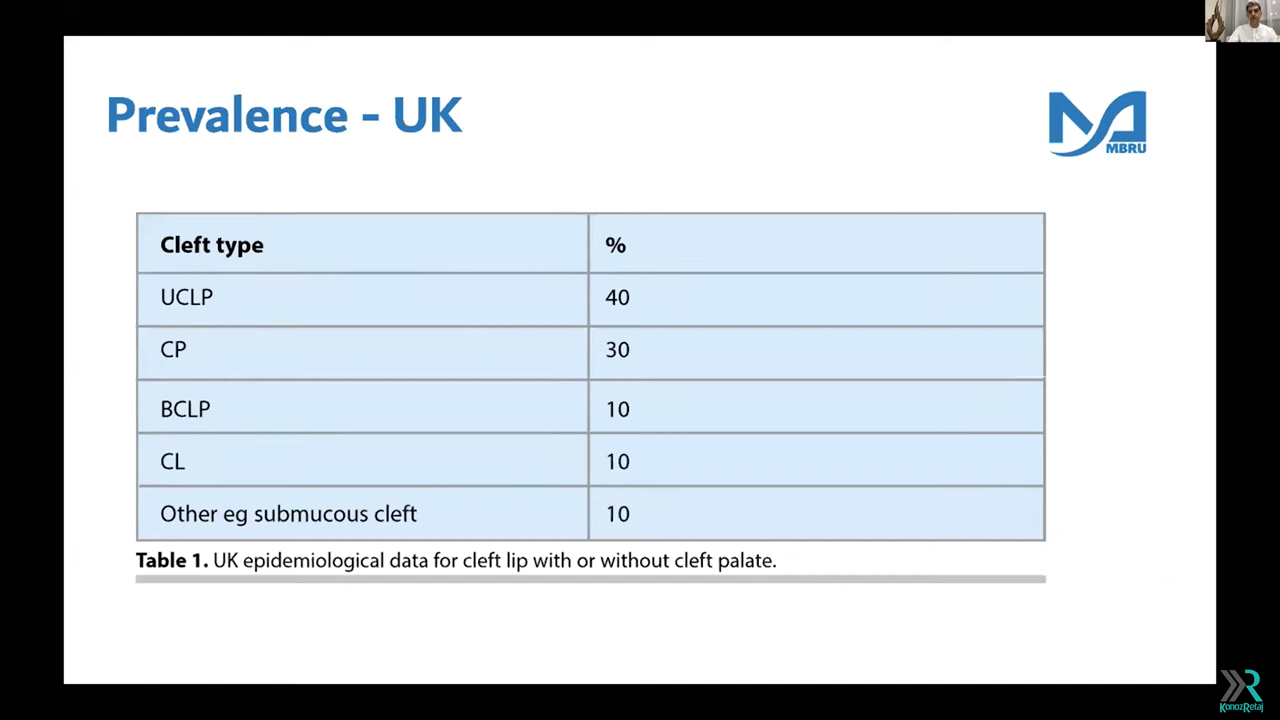 Prevalence - UK
MBRU
Cleft type %
UCLP 40
CP 30
BCLP 10
CL 10
Other eg submucous cleft 10
Table 1. UK epidemiological data for cleft lip with or without cleft palate.
KonozRetaj